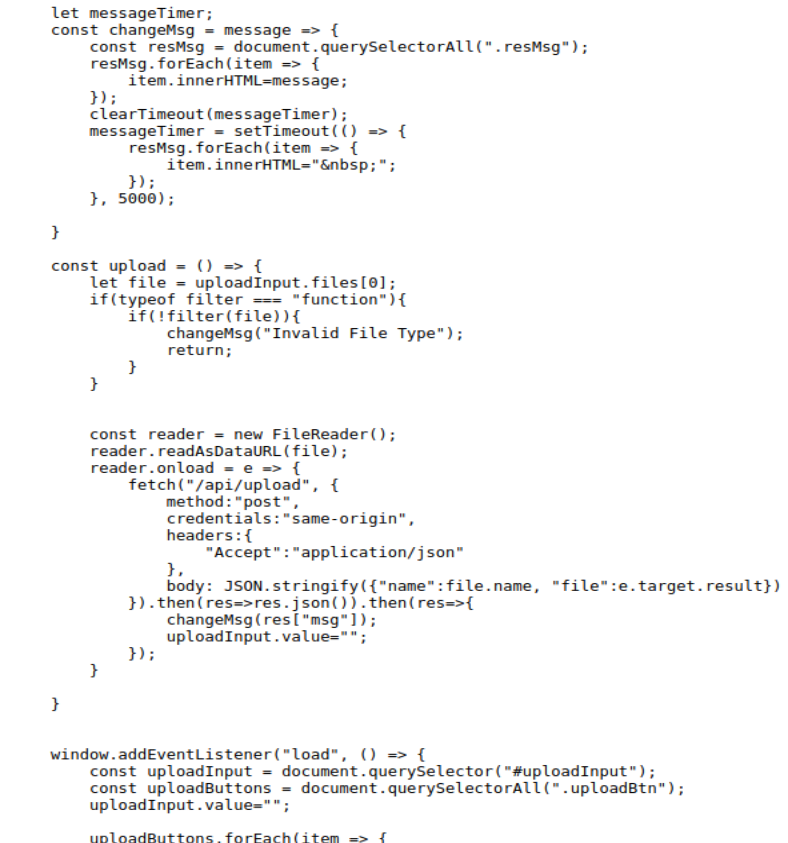 let messageTimer;
const changeMsg = message => {
    const resMsg = document.querySelectorAll(".resMsg");
    resMsg.forEach(item => {
        item.innerHTML=message;
    });
    clearTimeout(messageTimer);
    messageTimer = setTimeout(() => {
        resMsg.forEach(item => {
            item.innerHTML="&nbsp;";
        });
    }, 5000);
}
const upload = () => {
    let file = uploadInput.files[0];
    if(typeof filter === "function"){
        if(!filter(file)){
            changeMsg("Invalid File Type");
            return;
        }
    }
    const reader = new FileReader();
    reader.readAsDataURL(file);
    reader.onload = e => {
        fetch("/api/upload", {
            method:"post",
            credentials:"same-origin",
            headers:{
                "Accept":"application/json"
            },
            body: JSON.stringify({"name":file.name, "file":e.target.result})
        }).then(res=>res.json()).then(res=>{
            changeMsg(res["msg"]);
            uploadInput.value="";
        });
    }
}
window.addEventListener("load", () => {
    const uploadInput = document.querySelector("#uploadInput");
    const uploadButtons = document.querySelectorAll(".uploadBtn");
    uploadInput.value="";
    uploadButtons.forEach(item => {